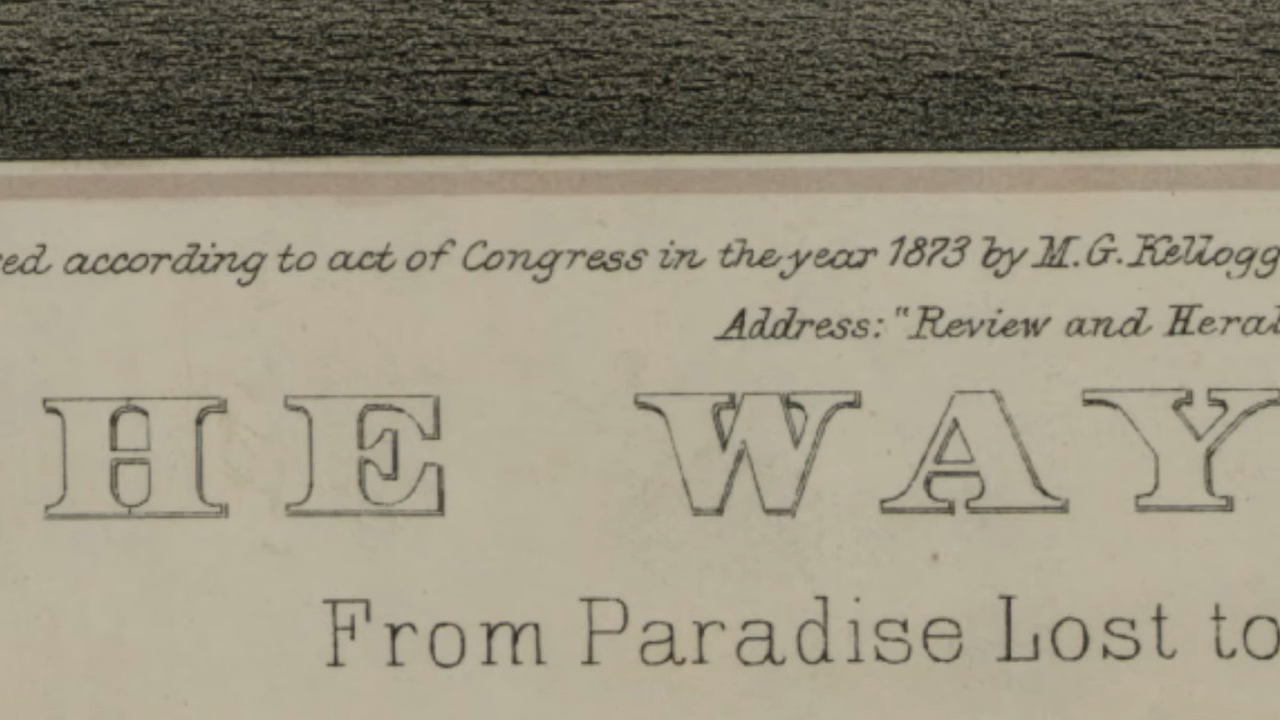 ed according to act of Congress in the year 1873 by M.G. Kellogg
Address: "Review and Heral
HE WAY
From Paradise Lost to